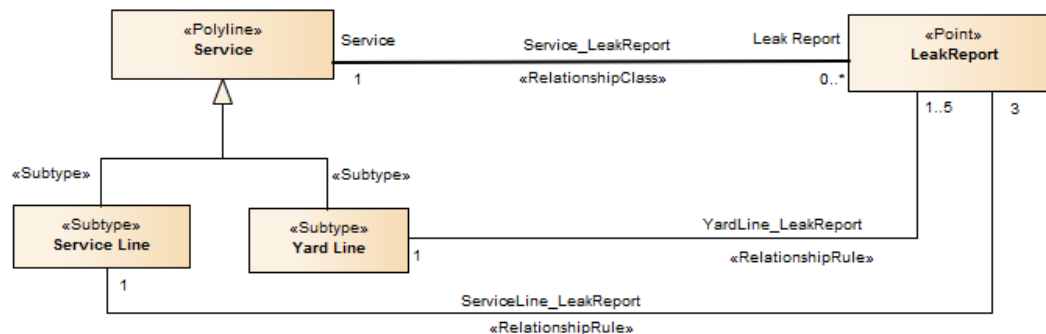 «Polyline»
Service
Service
Service_LeakReport
Leak Report
«Point»
LeakReport
1
«RelationshipClass»
0..*
1..5
3
«Subtype»
«Subtype»
«Subtype»
Service Line
«Subtype»
Yard Line
YardLine_LeakReport
1
«RelationshipRule»
1
ServiceLine_LeakReport
«RelationshipRule»